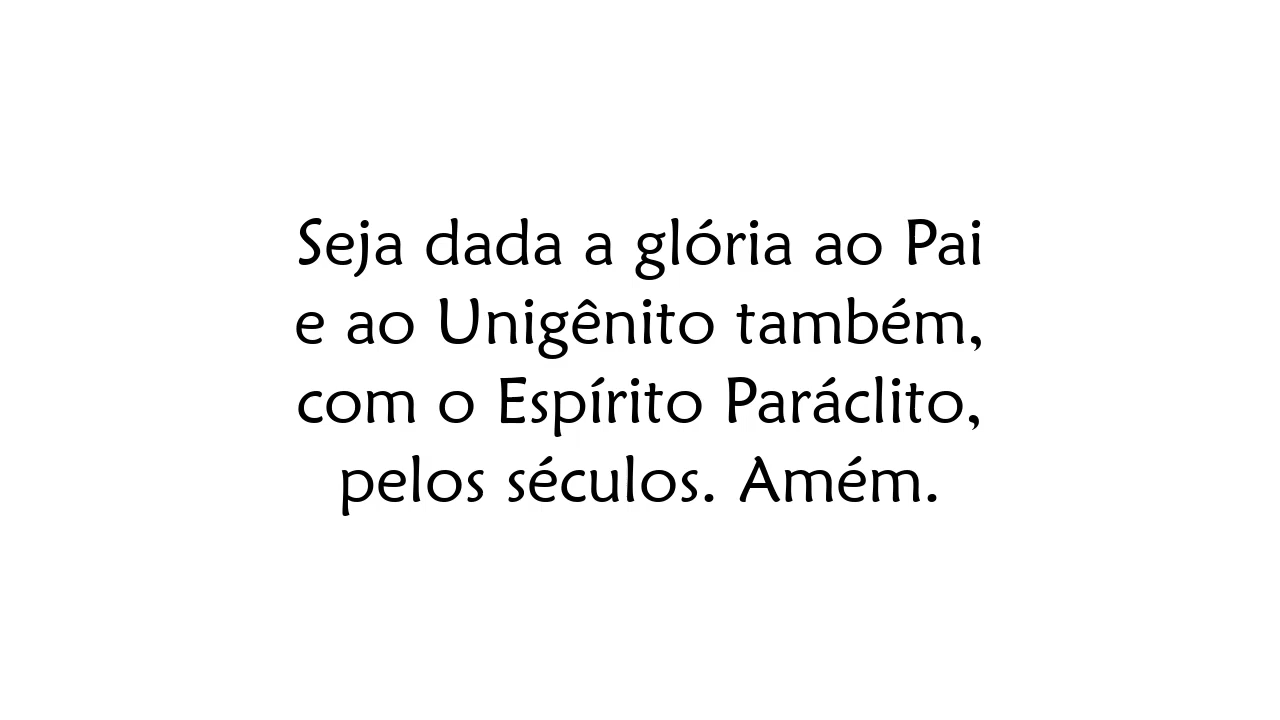 Seja dada a glória ao Pai
e ao Unigênito também,
com o Espírito Paráclito,
pelos séculos. Amém.